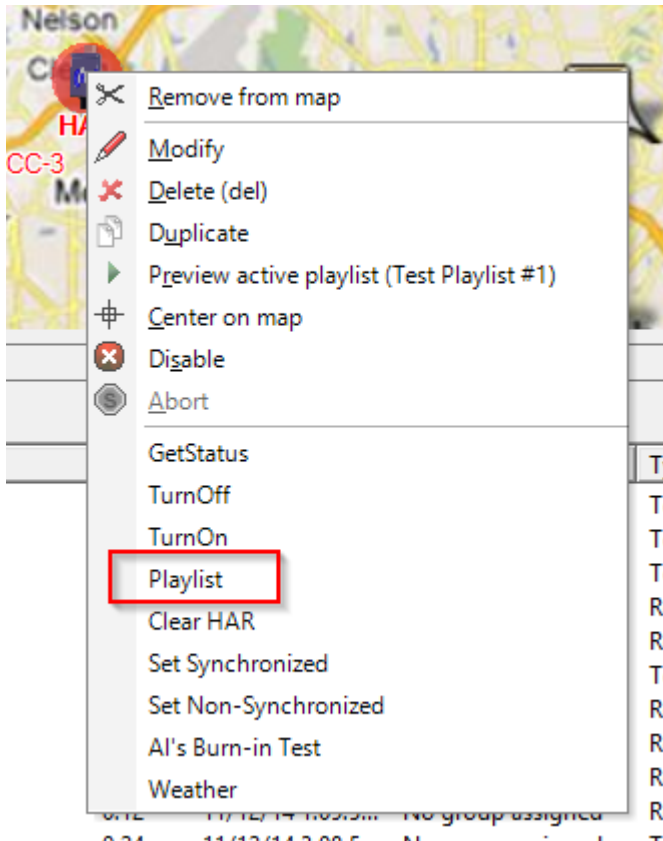 Nelson
HA
CC-3
Remove from map
Modify
Delete (del)
Duplicate
Preview active playlist (Test Playlist #1)
Center on map
Disable
Abort
GetStatus
TurnOff
TurnOn
Playlist
Clear HAR
Set Synchronized
Set Non-Synchronized
Al's Burn-in Test
Weather
T
T
T
T
R
R
T
R
R
R
R
No group assigned